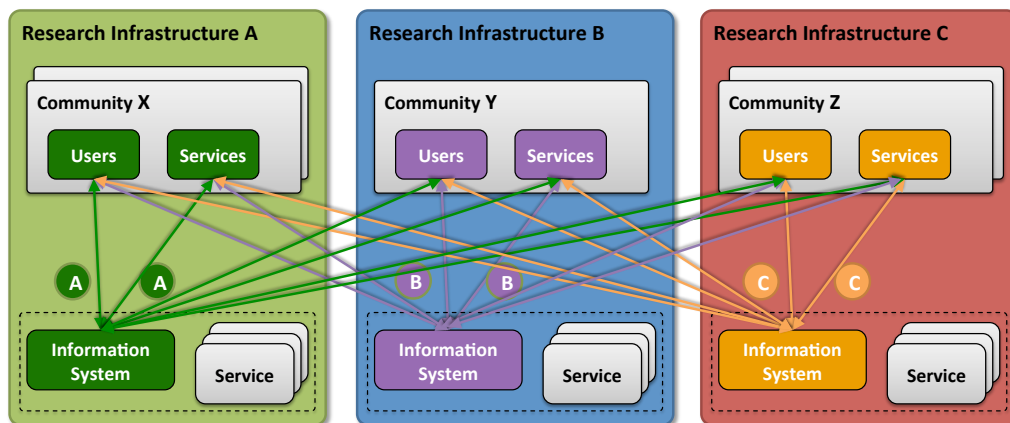 Research Infrastructure A
Research Infrastructure B
Research Infrastructure C
Community X
Community Y
Community Z
Users
Services
Users
Services
Users
Services
A
A
B
B
C
C
Information
System
Service
Information
System
Service
Information
System
Service